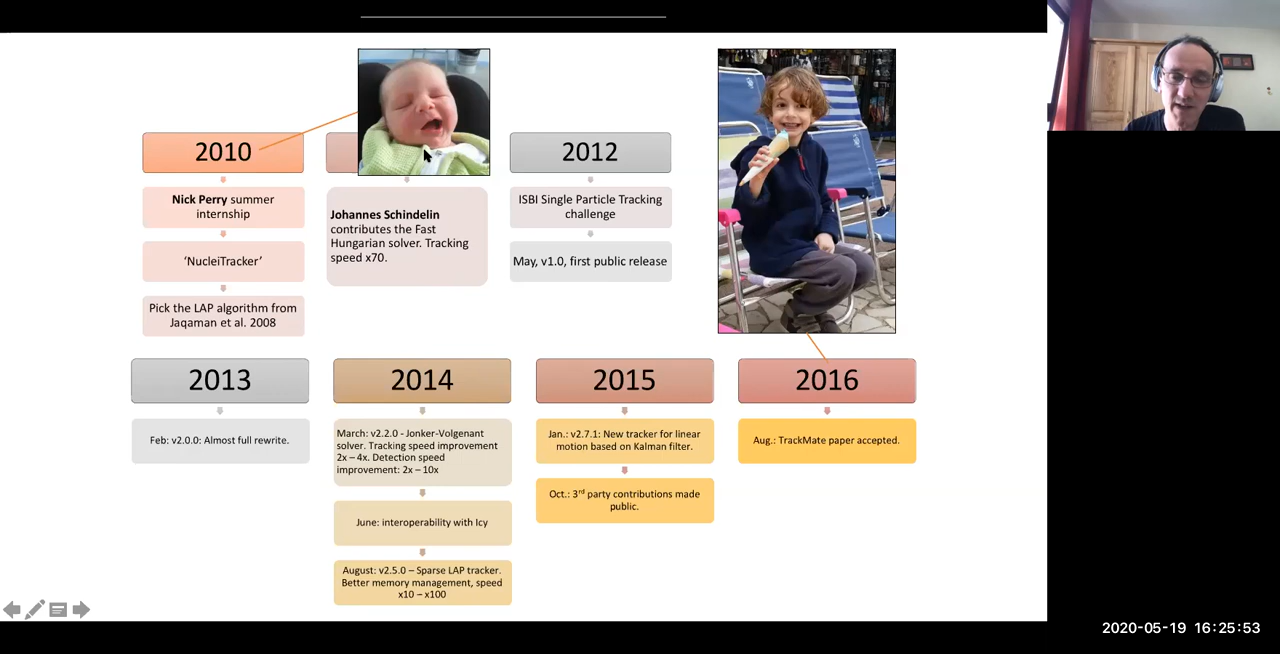 2010
2012
Nick Perry summer
internship
‘NucleiTracker’
Pick the LAP algorithm from
Jaqaman et al. 2008
Johannes Schindelin
contributes the Fast
Hungarian solver. Tracking
speed x70.
ISBI Single Particle Tracking
challenge
May, v1.0, first public release
2013
2014
2015
2016
Feb: v2.0.0: Almost full rewrite.
March: v2.2.0 - Jonker-Volgenant
solver. Tracking speed improvement
2x – 4x. Detection speed
improvement: 2x – 10x
June: interoperability with Icy
August: v2.5.0 – Sparse LAP tracker.
Better memory management, speed
x10 – x100
Jan.: v2.7.1: New tracker for linear
motion based on Kalman filter.
Oct.: 3rd party contributions made
public.
Aug.: TrackMate paper accepted.
2020-05-19 16:25:53